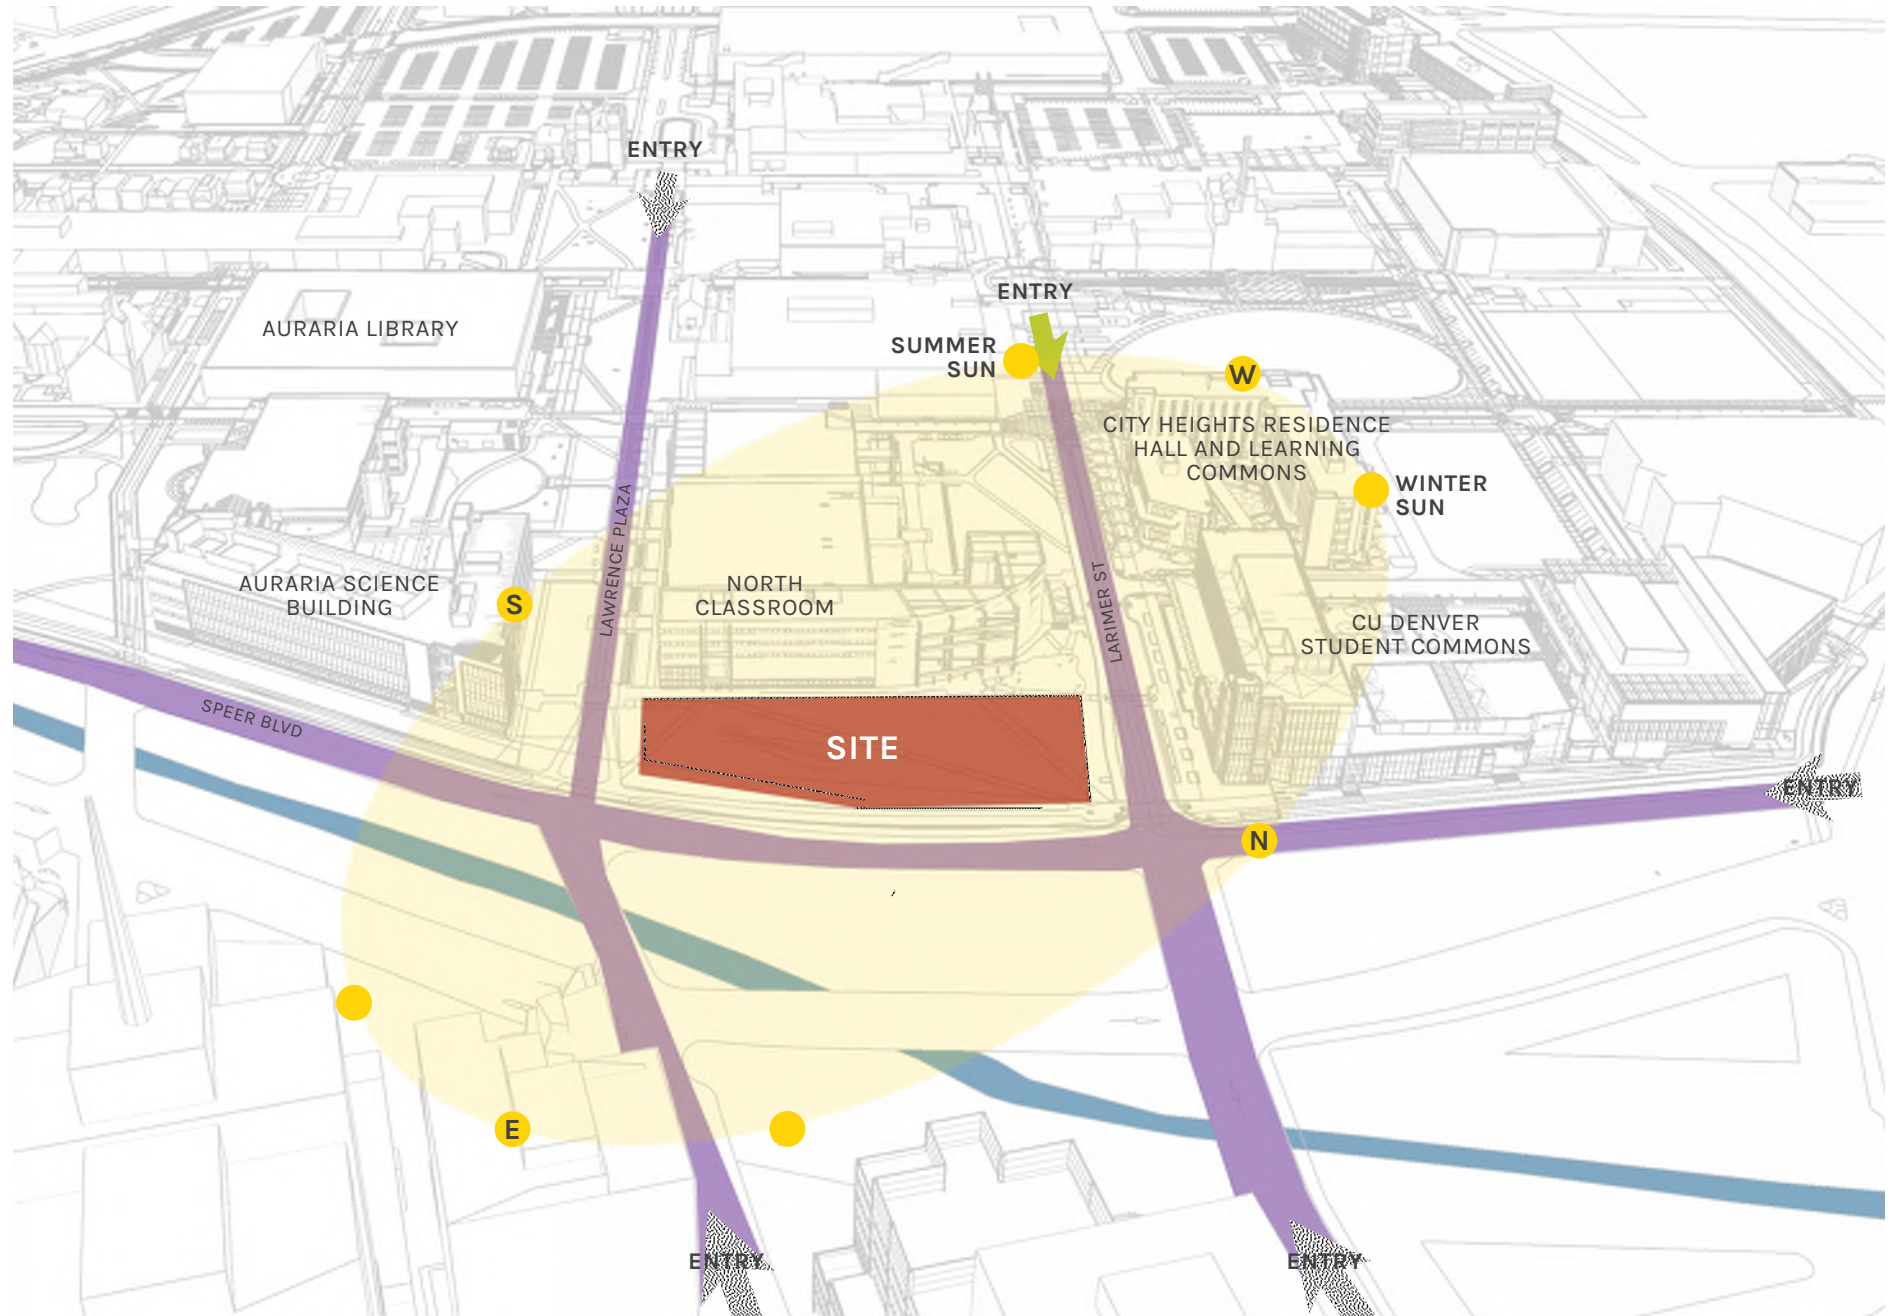 ENTRY
ENTRY
AURARIA LIBRARY
SUMMER
SUN
W
CITY HEIGHTS RESIDENCE
HALL AND LEARNING
COMMONS
WINTER
SUN
LAWRENCE PLAZA
LARIMER ST
AURARIA SCIENCE
BUILDING
S
NORTH
CLASSROOM
CU DENVER
STUDENT COMMONS
SPEER BLVD
SITE
ENTRY
N
E
ENTRY
ENTRY